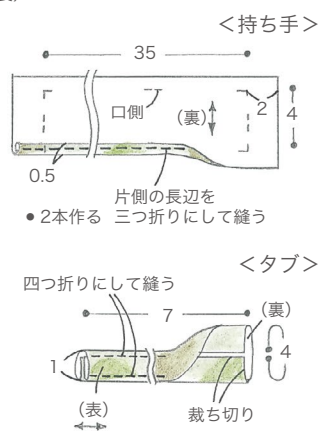 ＜持ち手＞
35
口側
（裏）
2
4
0.5
片側の長辺を
三つ折りにして縫う
● 2本作る
＜タブ＞
四つ折りにして縫う
7
（裏）
4
1
（表）
裁ち切り